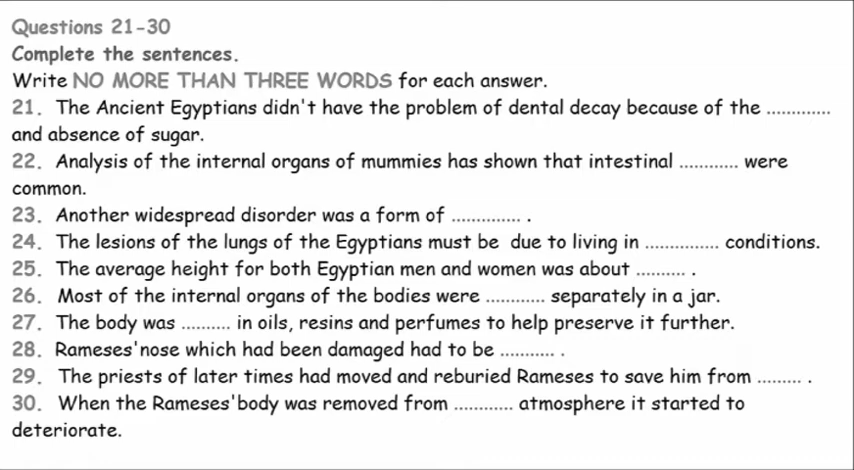 Questions 21-30
Complete the sentences.
Write NO MORE THAN THREE WORDS for each answer.
21. The Ancient Egyptians didn't have the problem of dental decay because of the .............
and absence of sugar.
22. Analysis of the internal organs of mummies has shown that intestinal ............ were
common.
23. Another widespread disorder was a form of .............. .
24. The lesions of the lungs of the Egyptians must be due to living in ............... conditions.
25. The average height for both Egyptian men and women was about .......... .
26. Most of the internal organs of the bodies were ............ separately in a jar.
27. The body was .......... in oils, resins and perfumes to help preserve it further.
28. Rameses'nose which had been damaged had to be ........... .
29. The priests of later times had moved and reburied Rameses to save him from ......... .
30. When the Rameses'body was removed from ............ atmosphere it started to
deteriorate.